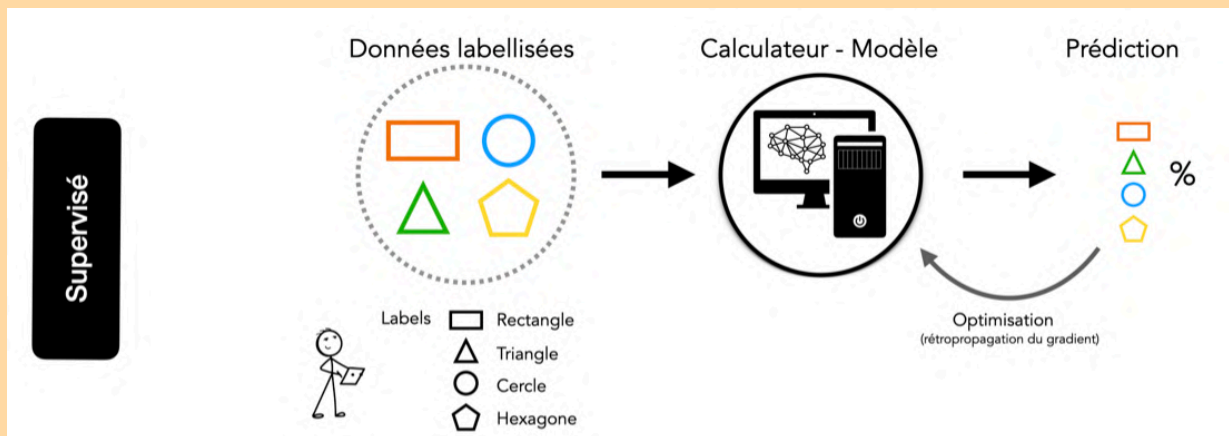 Supervisé
Données labellisées
Calculateur - Modèle
Prédiction
%
Optimisation
(rétropropagation du gradient)
Labels
Rectangle
Triangle
Cercle
Hexagone